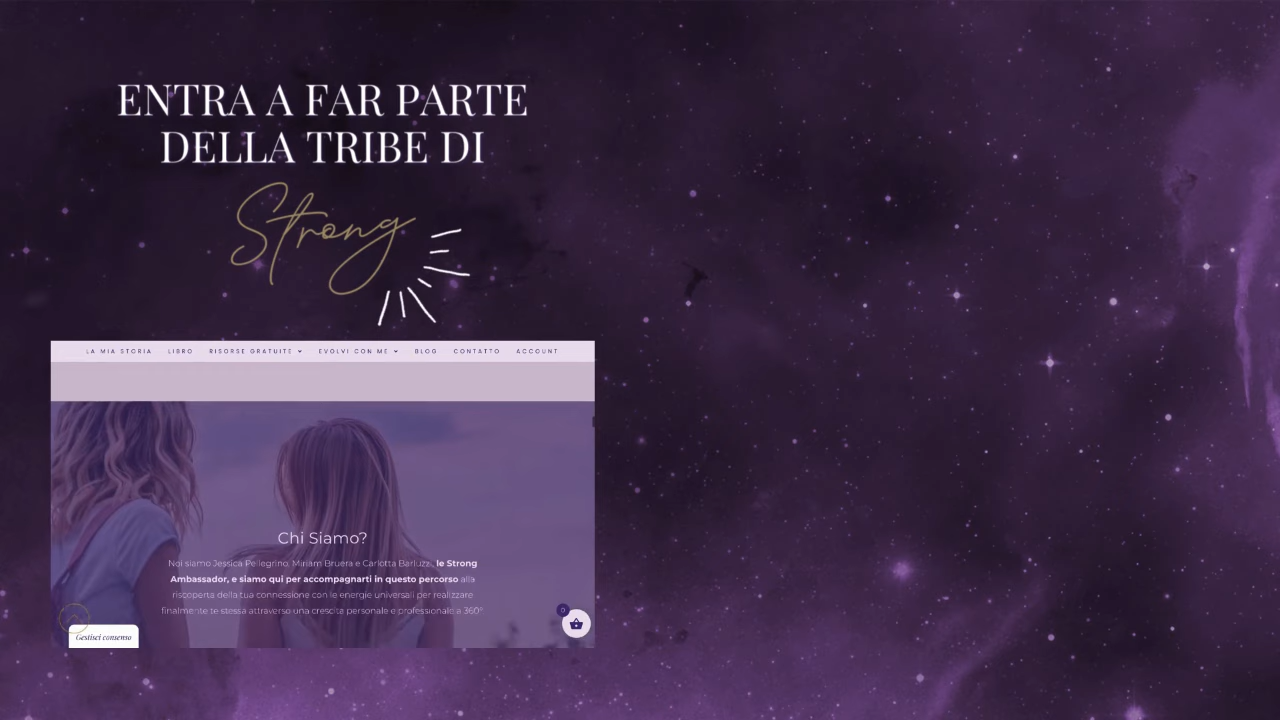 ENTRA A FAR PARTE
DELLA TRIBE DI
Strong
LA MIA STORIA LIBRO RISORSE GRATUITE EVOLVI CON ME BLOG CONTATTO ACCOUNT
Chi Siamo?
Noi siamo Jessica Pellegrino, Miriam Bruera e Carlotta Barluzzi, le Strong
Ambassador, e siamo qui per accompagnarti in questo percorso alla
riscoperta della tua connessione con le energie universali per realizzare
finalmente te stessa attraverso una crescita personale e professionale a 360°
0
Gestisci consenso